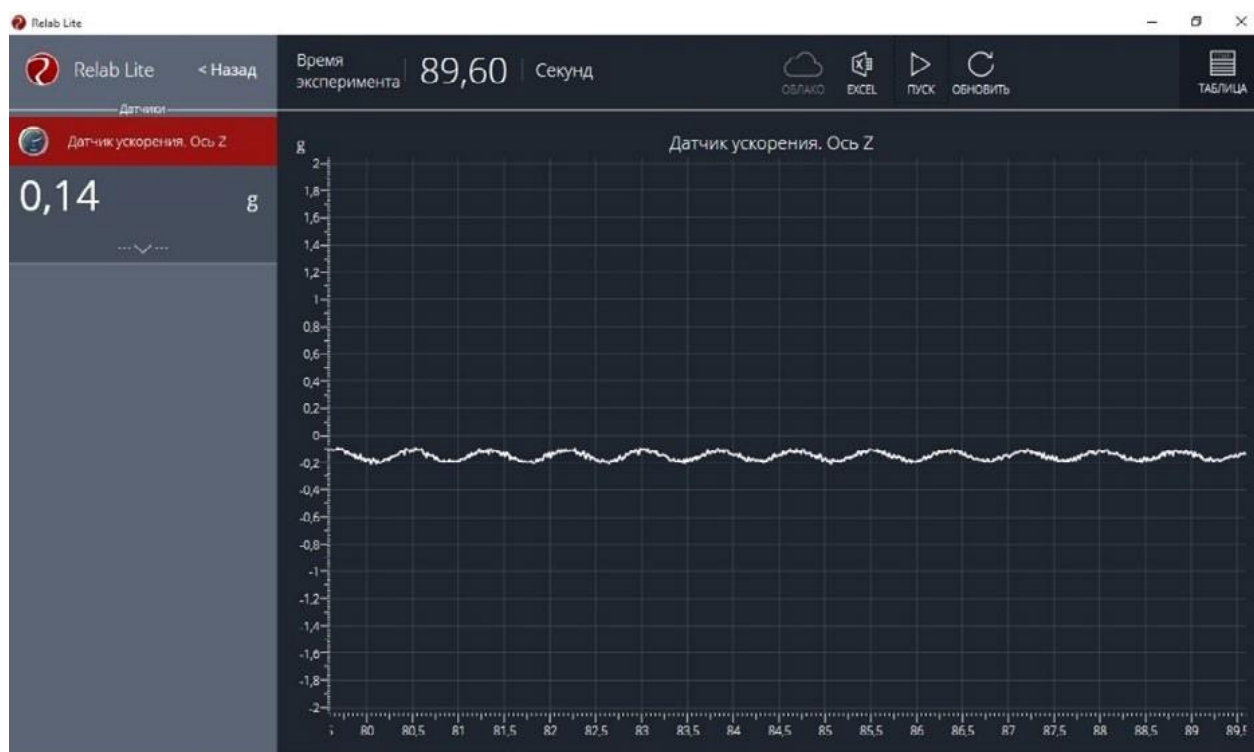 Relab Lite
Relab Lite
< Назад
Время
эксперимента
89,60
Секунд
ОБЛАКО
EXCEL
ПУСК
ОБНОВИТЬ
ТАБЛИЦА
Датчики
Датчик ускорения. Ось Z
0,14
g
g
Датчик ускорения. Ось Z
2
1,8
1,6
1,4
1,2
1
0,8
0,6
0,4
0,2
0
-0,2
-0,4
-0,6
-0,8
-1
-1,2
-1,4
-1,6
-1,8
-2
80 80,5 81 81,5 82 82,5 83 83,5 84 84,5 85 85,5 86 86,5 87 87,5 88 88,5 89